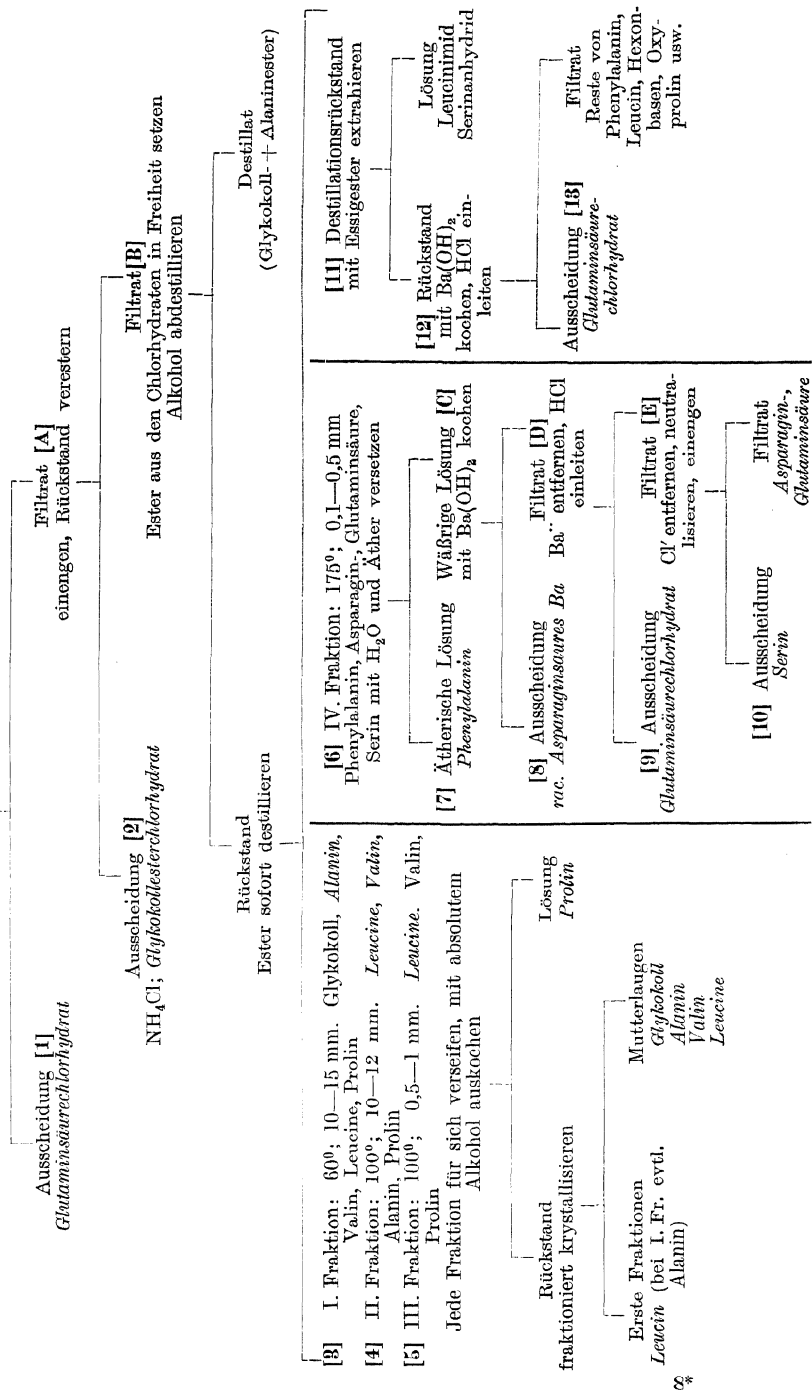 Ausscheidung [1]
Glutaminsäurechlorhydrat
Filtrat [A]
einengen, Rückstand verestern
Ausscheidung [2]
NH₄Cl; Glykokollesterchlorhydrat
Filtrat [B]
Ester aus den Chlorhydraten in Freiheit setzen
Alkohol abdestillieren
Rückstand
Ester sofort destillieren
Destillat
(Glykokoll- + Alaninester)
[3] I. Fraktion: 60⁰; 10—15 mm. Glykokoll, Alanin,
Valin, Leucine, Prolin
[4] II. Fraktion: 100⁰; 10—12 mm. Leucine, Valin,
Alanin, Prolin
[5] III. Fraktion: 100⁰; 0,5—1 mm. Leucine. Valin,
Prolin
Jede Fraktion für sich verseifen, mit absolutem
Alkohol auskochen
Rückstand
fraktioniert krystallisieren
Lösung
Prolin
Erste Fraktionen
Leucin (bei I. Fr. evtl.
Alanin)
Mutterlaugen
Glykokoll
Alanin
Valin
Leucine
[6] IV. Fraktion: 175⁰; 0,1—0,5 mm
Phenylalanin, Asparagin-, Glutaminsäure,
Serin mit H₂O und Äther versetzen
[7] Ätherische Lösung
Phenylalanin
Wäßrige Lösung [C]
mit Ba(OH)₂ kochen
[8] Ausscheidung
rac. Asparaginsaures Ba
Filtrat [D]
Ba¨ entfernen, HCl
einleiten
[9] Ausscheidung
Glutaminsäurechlorhydrat
Filtrat [E]
Cl′ entfernen, neutra-
lisieren, einengen
[10] Ausscheidung
Serin
Filtrat
Asparagin-,
Glutaminsäure
[11] Destillationsrückstand
mit Essigester extrahieren
[12] Rückstand
mit Ba(OH)₂
kochen, HCl ein-
leiten
Lösung
Leucinimid
Serinanhydrid
Ausscheidung [13]
Glutaminsäure-
chlorhydrat
Filtrat
Reste von
Phenylalanin,
Leucin, Hexon-
basen, Oxy-
prolin usw.
8*